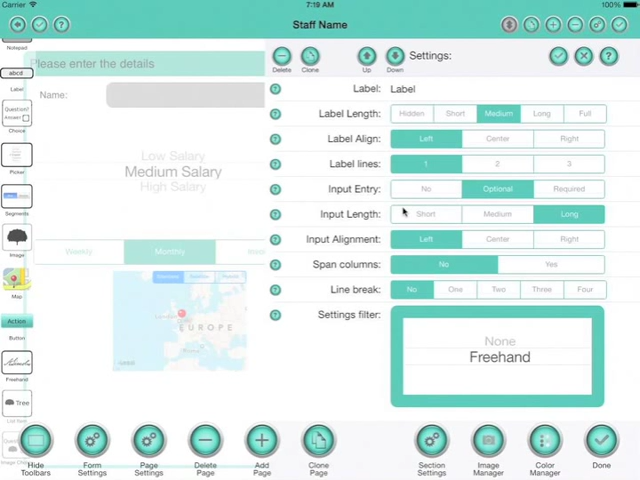 Carrier
7:19 AM
100%
Staff Name
Notepad
abcd
Label
Question?
Answer
Choice
Picker
Segments
Image
Map
Action
Button
Freehand
Tree
List Item
Image Choice
Please enter the details
Name:
Low Salary
Medium Salary
High Salary
Weekly
Monthly
EUROPE
Delete
Clone
Up
Down
Settings:
Label: Label
Label Length: Hidden Short Medium Long Full
Label Align: Left Center Right
Label lines: 1 2 3
Input Entry: No Optional Required
Input Length: Short Medium Long
Input Alignment: Left Center Right
Span columns: No Yes
Line break: No One Two Three Four
Settings filter: None
Freehand
Hide Toolbars
Form Settings
Page Settings
Delete Page
Add Page
Clone Page
Section Settings
Image Manager
Color Manager
Done